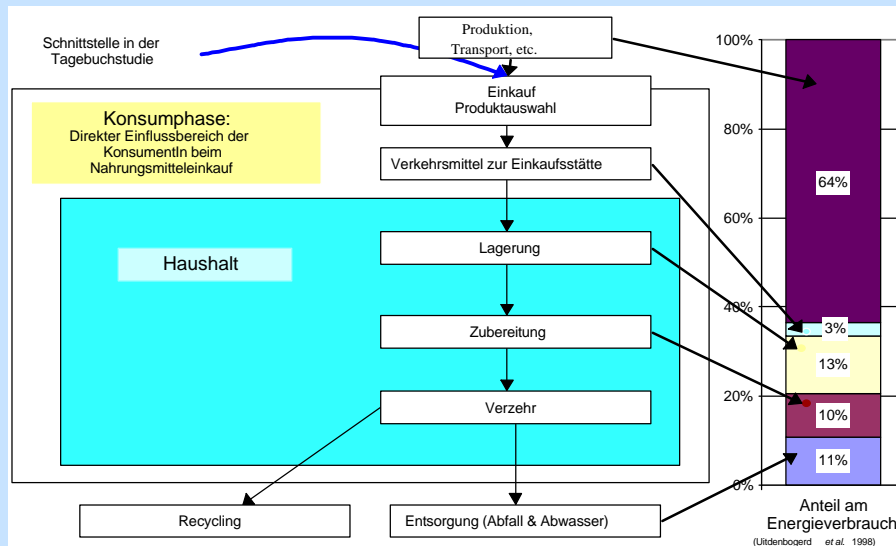 Schnittstelle in der
Tagebuchstudie
Produktion,
Transport, etc.
Einkauf
Produktauswahl
Konsumphase:
Direkter Einflussbereich der
KonsumentIn beim
Nahrungsmitteleinkauf
Verkehrsmittel zur Einkaufsstätte
Haushalt
Lagerung
Zubereitung
Verzehr
Recycling
Entsorgung (Abfall & Abwasser)
100%
80%
60%
40%
20%
0%
64%
3%
13%
10%
11%
Anteil am
Energieverbrauch
(Uitdenbogerd et al. 1998)